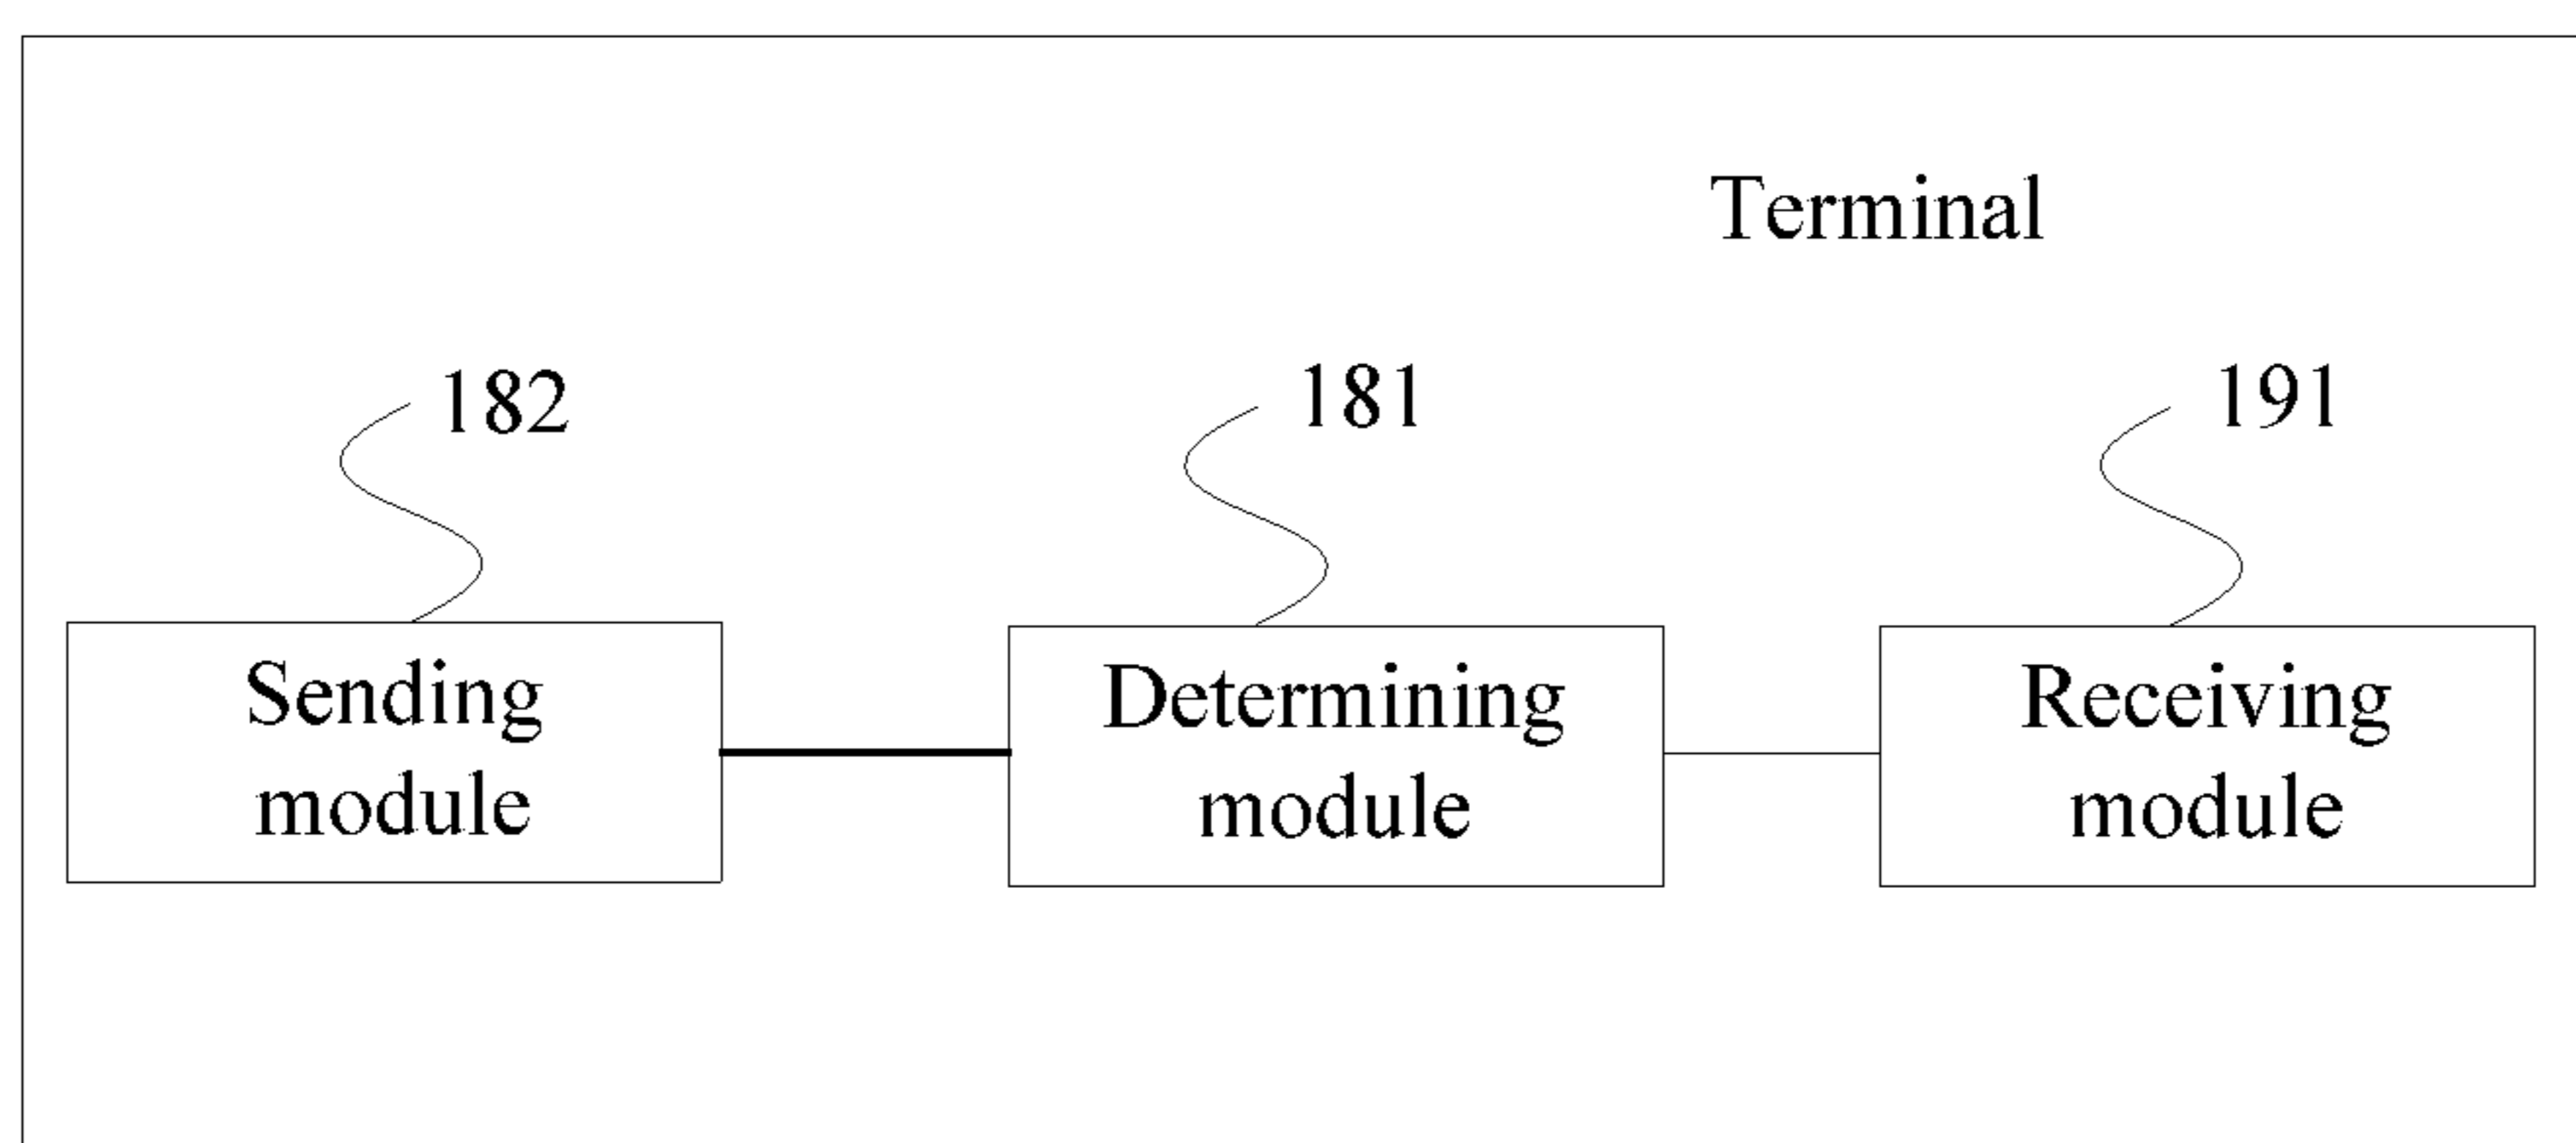 Terminal
182
181
191
Sending
module
Determining
module
Receiving
module